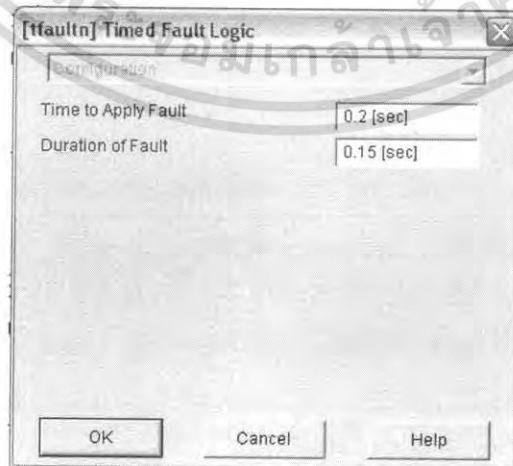 [tfaultn] Timed Fault Logic
Configuration
Time to Apply Fault
0.2 [sec]
Duration of Fault
0.15 [sec]
OK
Cancel
Help